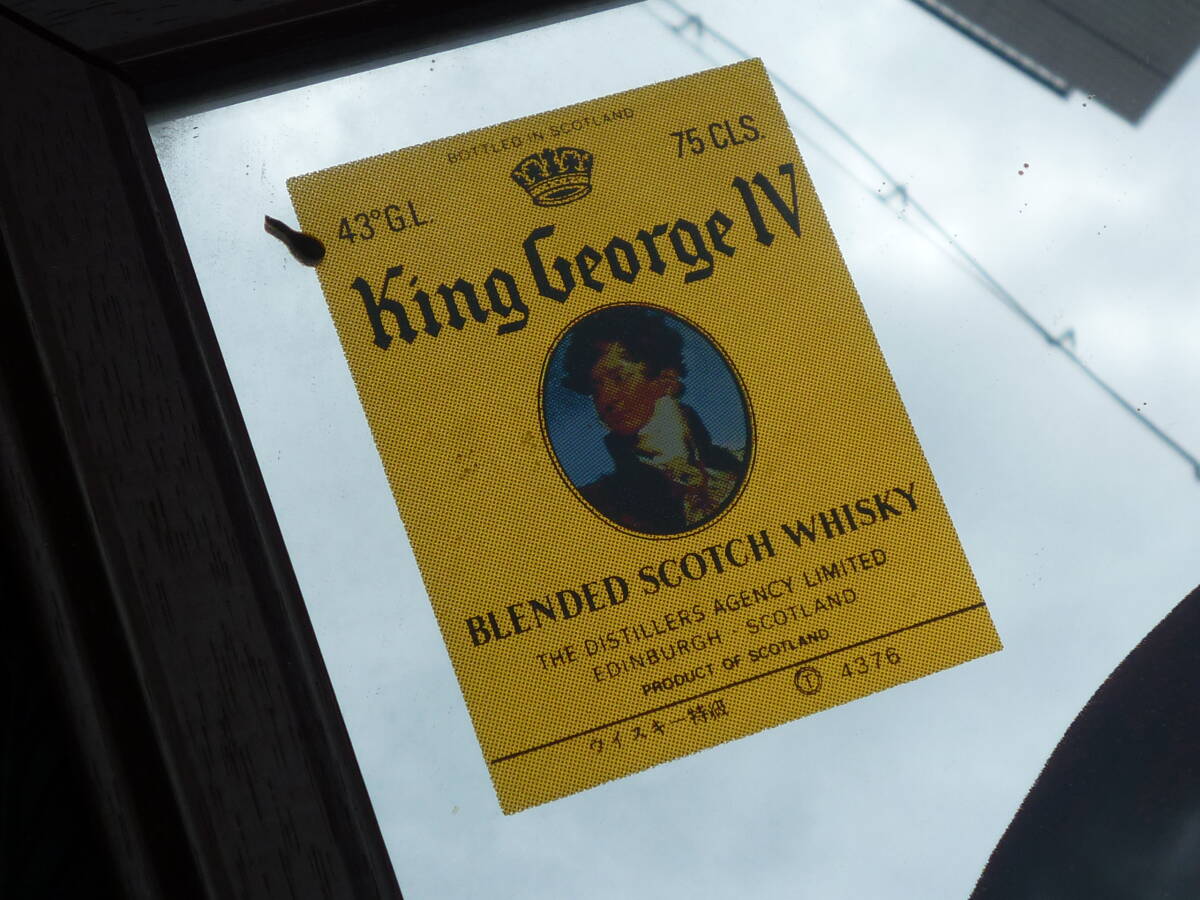 BOTTLED IN SCOTLAND
43° G.L.
75 CLS.
King George IV
BLENDED SCOTCH WHISKY
THE DISTILLERS AGENCY LIMITED
EDINBURGH · SCOTLAND
PRODUCT OF SCOTLAND
ウイスキー特級 Ⓣ 4376